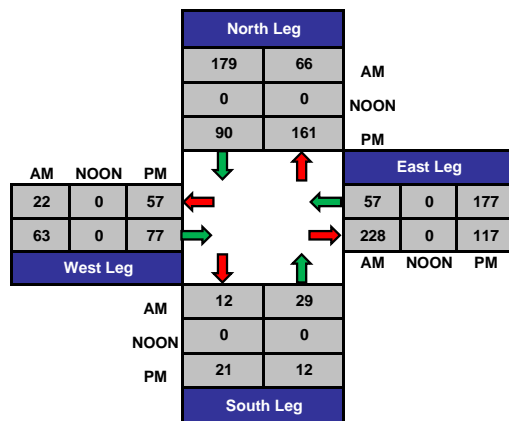 North Leg
179 66 AM
0 0 NOON
90 161 PM
AM NOON PM
East Leg
22 0 57
57 0 177
63 0 77
228 0 117
West Leg
AM NOON PM
AM 12 29
NOON 0 0
PM 21 12
South Leg